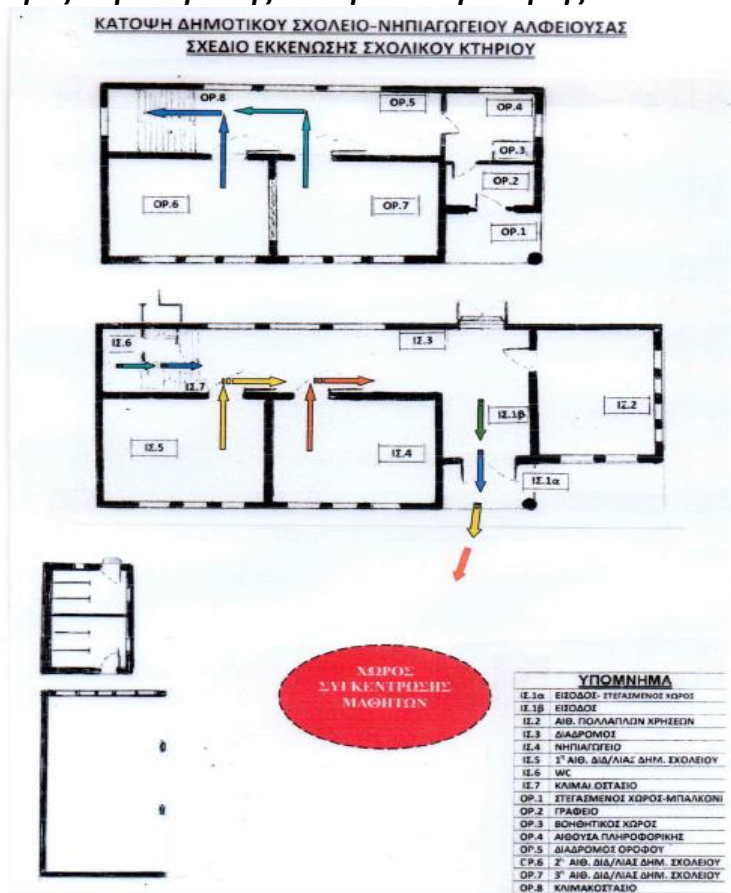 ΚΑΤΟΨΗ ΔΗΜΟΤΙΚΟΥ ΣΧΟΛΕΙΟ-ΝΗΠΙΑΓΩΓΕΙΟΥ ΑΛΦΕΙΟΥΣΑΣ
ΣΧΕΔΙΟ ΕΚΚΕΝΩΣΗΣ ΣΧΟΛΙΚΟΥ ΚΤΗΡΙΟΥ
ΟΡ.8
ΟΡ.5
ΟΡ.4
ΟΡ.3
ΟΡ.2
ΟΡ.6
ΟΡ.7
ΟΡ.1
ΙΣ.6
ΙΣ.3
ΙΣ.7
ΙΣ.1β
ΙΣ.2
ΙΣ.5
ΙΣ.4
ΙΣ.1α
ΧΩΡΟΣ
ΣΥΓΚΕΝΤΡΩΣΗΣ
ΜΑΘΗΤΩΝ
ΥΠΟΜΝΗΜΑ
ΙΣ.1α ΕΙΣΟΔΟΣ- ΣΤΕΓΑΣΜΕΝΟΣ ΧΩΡΟΣ
ΙΣ.1β ΕΙΣΟΔΟΣ
ΙΣ.2 ΑΙΘ. ΠΟΛΛΑΠΛΩΝ ΧΡΗΣΕΩΝ
ΙΣ.3 ΔΙΑΔΡΟΜΟΣ
ΙΣ.4 ΝΗΠΙΑΓΩΓΕΙΟ
ΙΣ.5 1η ΑΙΘ. ΔΙΔ/ΛΙΑΣ ΔΗΜ. ΣΧΟΛΕΙΟΥ
ΙΣ.6 WC
ΙΣ.7 ΚΛΙΜΑΚΟΣΤΑΣΙΟ
ΟΡ.1 ΣΤΕΓΑΣΜΕΝΟΣ ΧΩΡΟΣ-ΜΠΑΛΚΟΝΙ
ΟΡ.2 ΓΡΑΦΕΙΟ
ΟΡ.3 ΒΟΗΘΗΤΙΚΟΣ ΧΩΡΟΣ
ΟΡ.4 ΑΙΘΟΥΣΑ ΠΛΗΡΟΦΟΡΙΚΗΣ
ΟΡ.5 ΔΙΑΔΡΟΜΟΣ ΟΡΟΦΟΥ
ΟΡ.6 2η ΑΙΘ. ΔΙΔ/ΛΙΑΣ ΔΗΜ. ΣΧΟΛΕΙΟΥ
ΟΡ.7 3η ΑΙΘ. ΔΙΔ/ΛΙΑΣ ΔΗΜ. ΣΧΟΛΕΙΟΥ
ΟΡ.8 ΚΛΙΜΑΚΟΣΤΑΣΙΟ